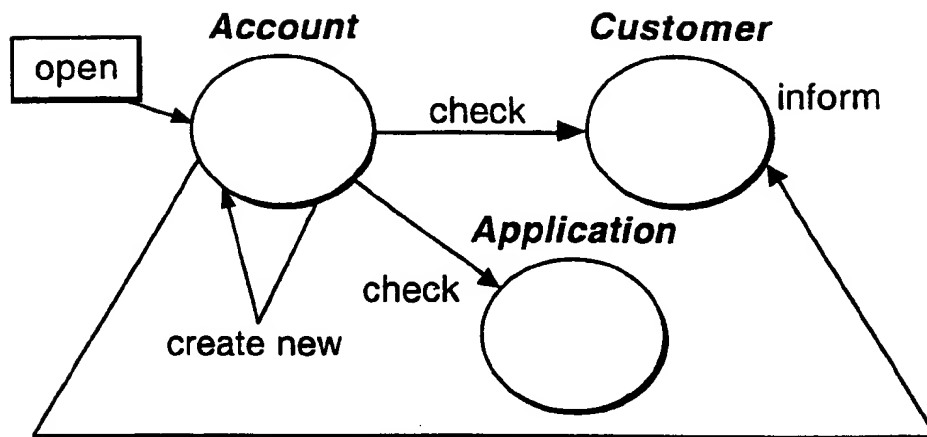 Account
Customer
open
inform
check
Application
check
create new